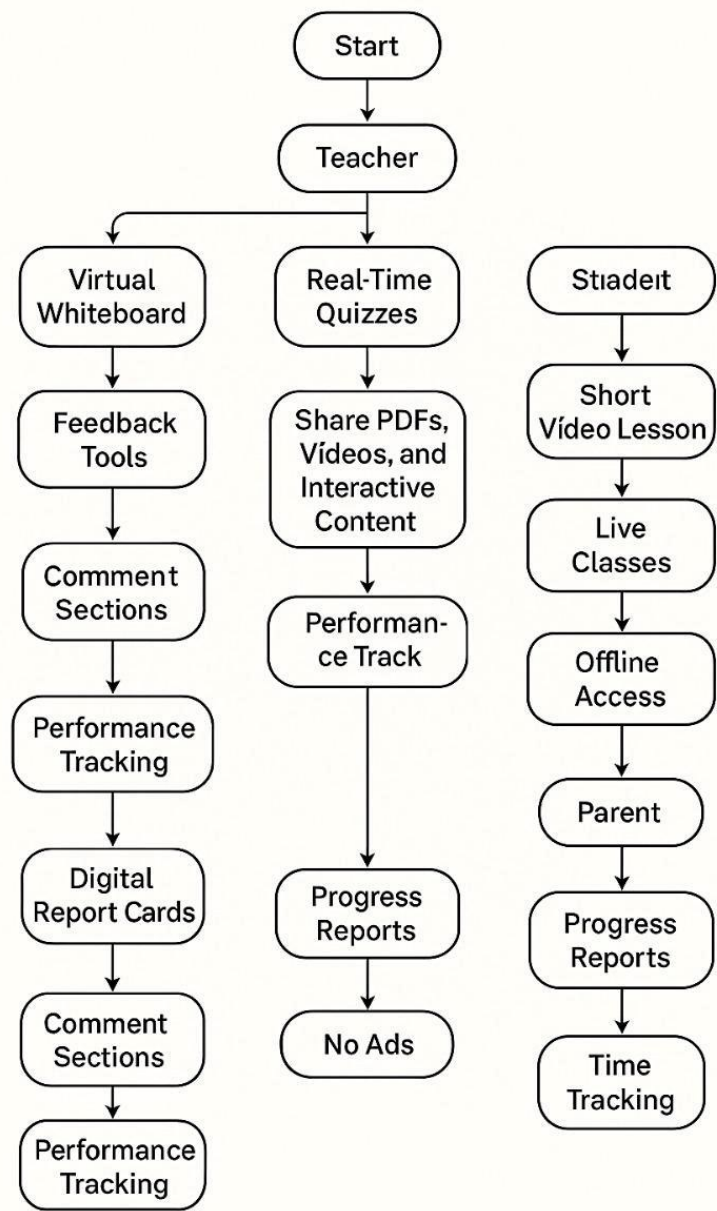 Start
Teacher
Virtual
Whiteboard
Feedback
Tools
Comment
Sections
Performance
Tracking
Digital
Report Cards
Comment
Sections
Performance
Tracking
Real-Time
Quizzes
Share PDFs,
Vídeos, and
Interactive
Content
Performan-
ce Track
Progress
Reports
No Ads
Short
Vídeo Lesson
Live
Classes
Offline
Access
Parent
Progress
Reports
Time
Tracking